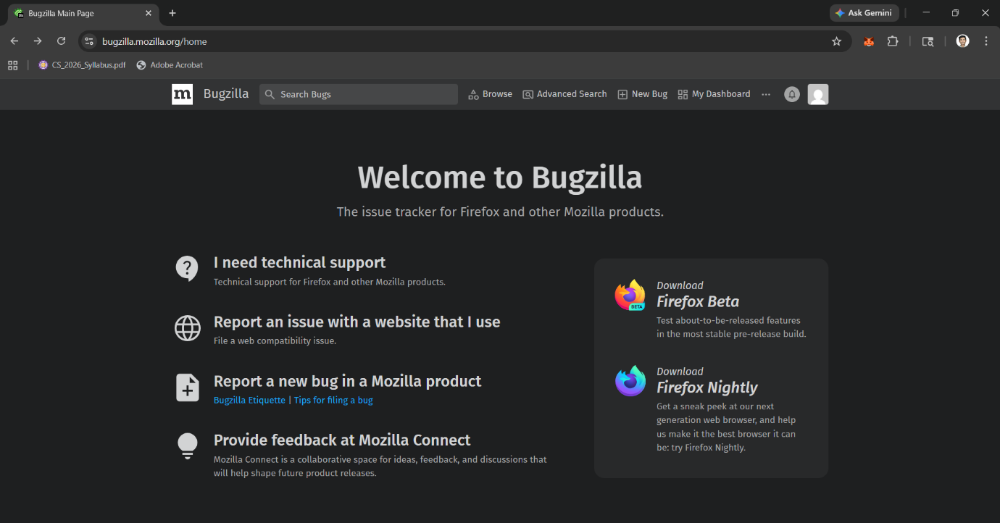 Bugzilla Main Page
Ask Gemini
bugzilla.mozilla.org/home
CS_2026_Syllabus.pdf
Adobe Acrobat
m
Bugzilla
Search Bugs
Browse
Advanced Search
New Bug
My Dashboard
Welcome to Bugzilla
The issue tracker for Firefox and other Mozilla products.
I need technical support
Technical support for Firefox and other Mozilla products.
Report an issue with a website that I use
File a web compatibility issue.
Report a new bug in a Mozilla product
Bugzilla Etiquette | Tips for filing a bug
Provide feedback at Mozilla Connect
Mozilla Connect is a collaborative space for ideas, feedback, and discussions that
will help shape future product releases.
BETA
Download
Firefox Beta
Test about-to-be-released features
in the most stable pre-release build.
Download
Firefox Nightly
Get a sneak peek at our next
generation web browser, and help
us make it the best browser it can
be: try Firefox Nightly.